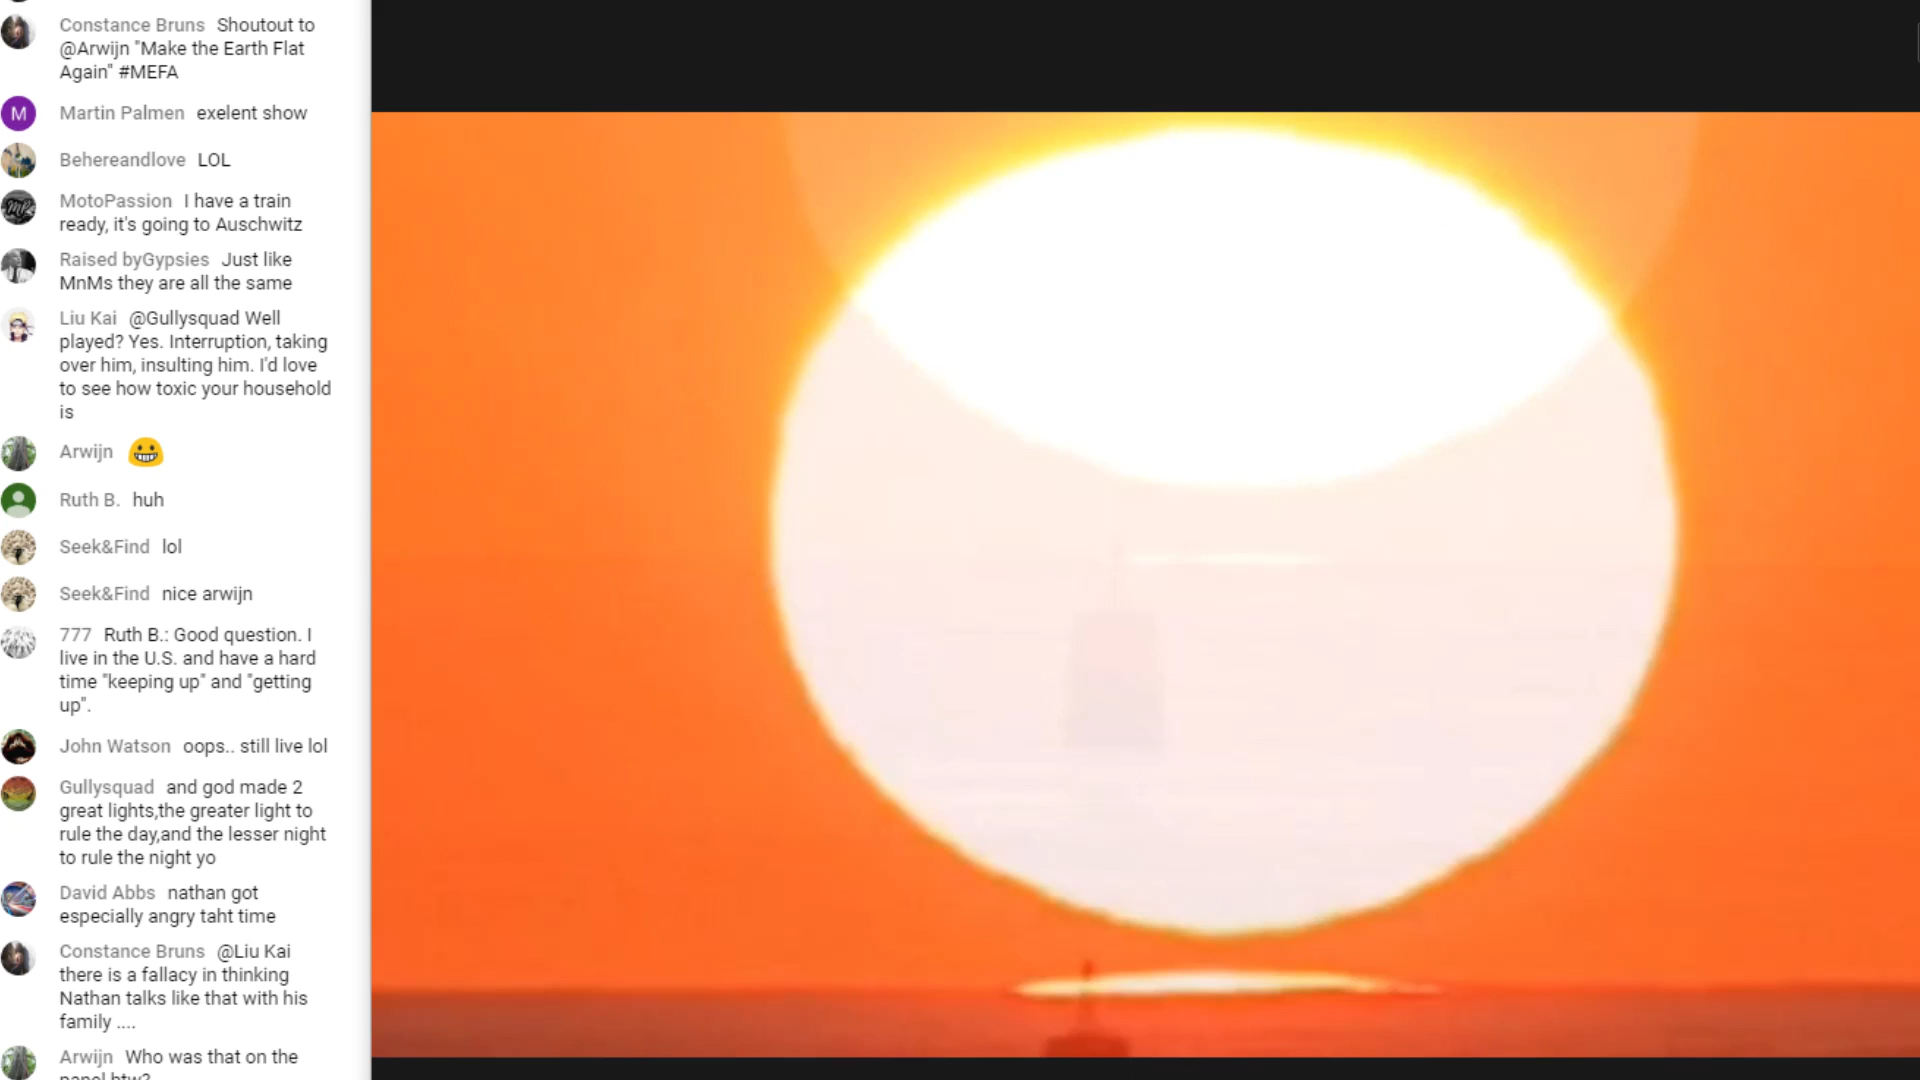 Constance Bruns Shoutout to
@Arwijn "Make the Earth Flat
Again" #MEFA
M
Martin Palmen exelent show
Behereandlove LOL
MotoPassion I have a train
ready, it's going to Auschwitz
Raised byGypsies Just like
MnMs they are all the same
Liu Kai @Gullysquad Well
played? Yes. Interruption, taking
over him, insulting him. I'd love
to see how toxic your household
is
Arwijn
Ruth B. huh
Seek&Find lol
Seek&Find nice arwijn
777 Ruth B.: Good question. I
live in the U.S. and have a hard
time "keeping up" and "getting
up".
John Watson oops.. still live lol
Gullysquad and god made 2
great lights,the greater light to
rule the day,and the lesser night
to rule the night yo
David Abbs nathan got
especially angry taht time
Constance Bruns @Liu Kai
there is a fallacy in thinking
Nathan talks like that with his
family ....
Arwijn Who was that on the
panel btw?